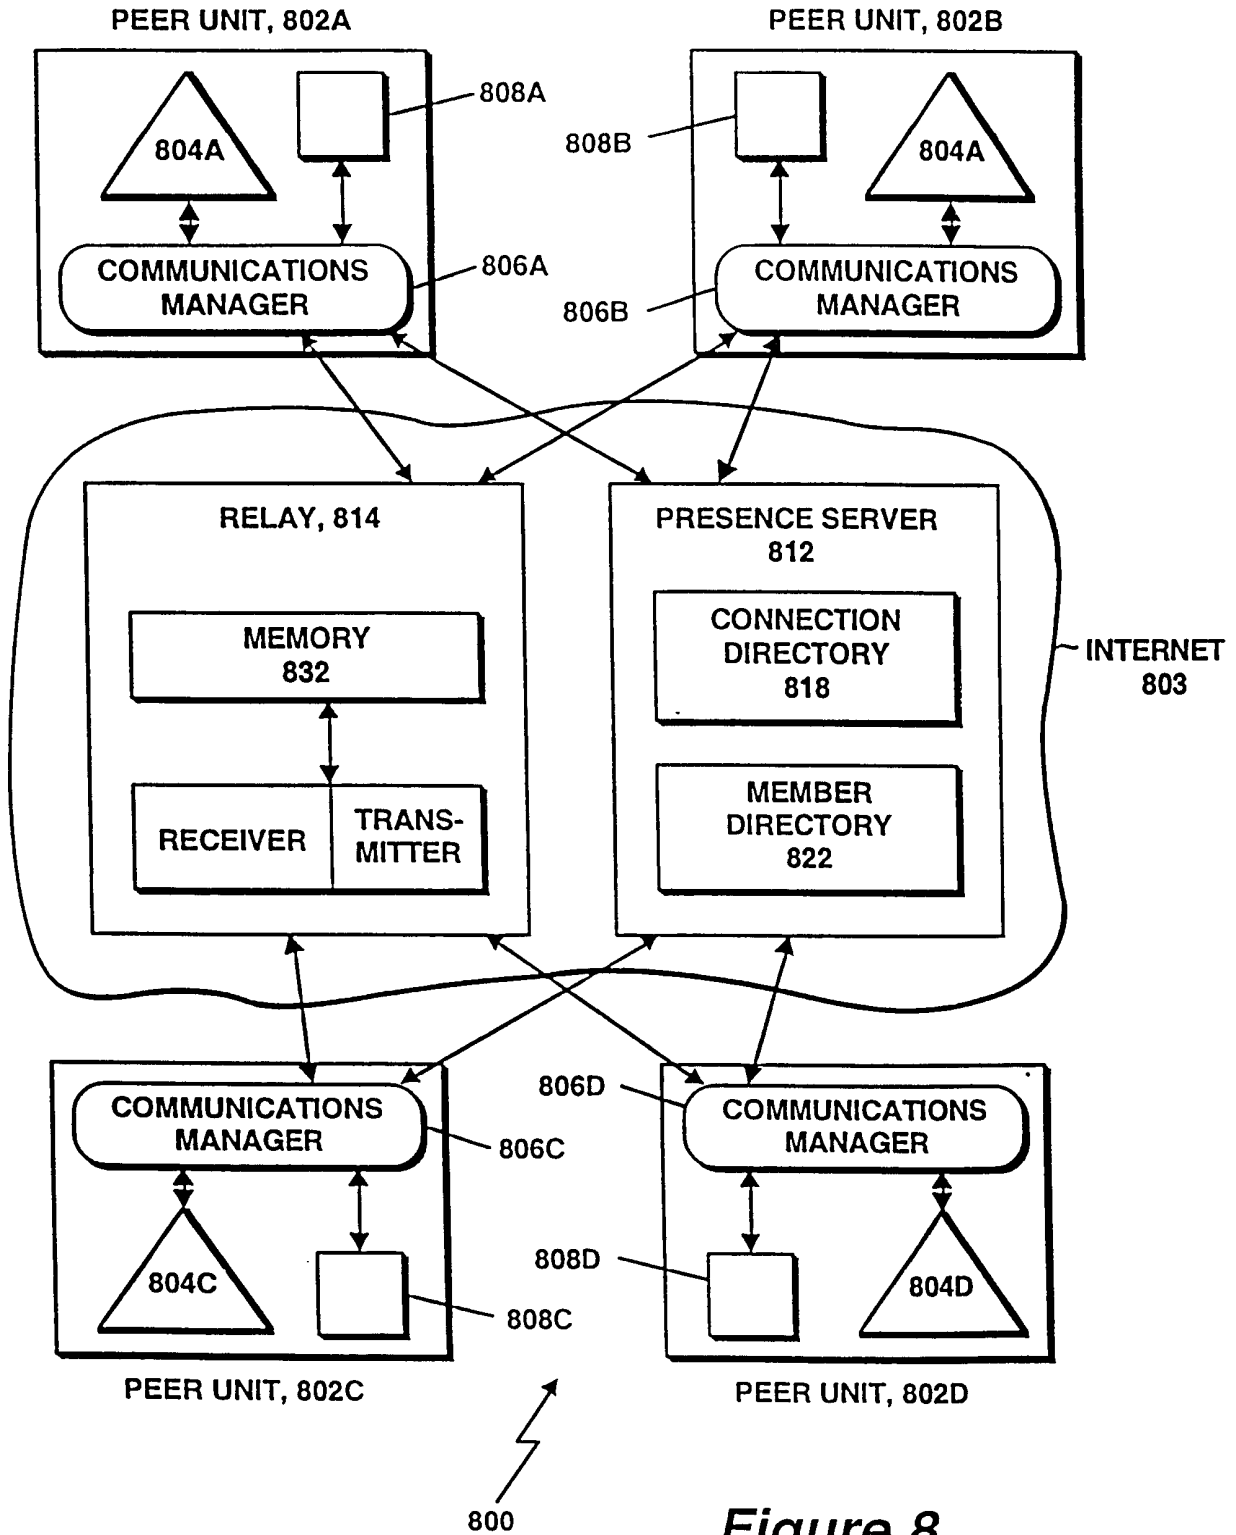 PEER UNIT, 802A
PEER UNIT, 802B
804A
808A
808B
804A
COMMUNICATIONS
MANAGER
806A
806B
COMMUNICATIONS
MANAGER
RELAY, 814
MEMORY
832
RECEIVER
TRANS-
MITTER
PRESENCE SERVER
812
CONNECTION
DIRECTORY
818
MEMBER
DIRECTORY
822
INTERNET
803
COMMUNICATIONS
MANAGER
806C
804C
808C
PEER UNIT, 802C
806D
COMMUNICATIONS
MANAGER
808D
804D
PEER UNIT, 802D
800
Figure 8